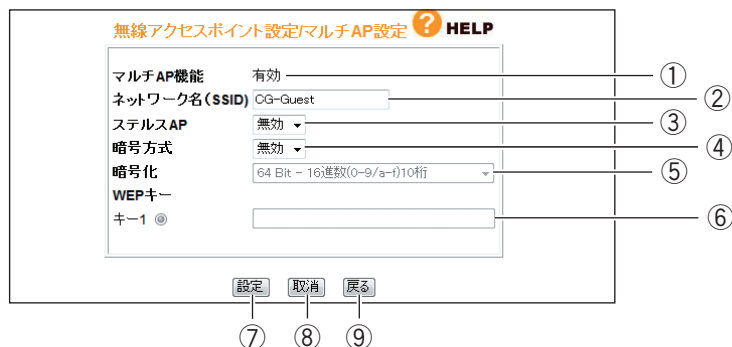 無線アクセスポイント設定/マルチAP設定 ? HELP
マルチAP機能 有効 ①
ネットワーク名(SSID) CG-Guest ②
ステルスAP 無効 ③
暗号方式 無効 ④
暗号化 64 Bit - 16進数(0-9/a-f)10桁 ⑤
WEPキー
キー1 ⑥
設定 取消 戻る
⑦ ⑧ ⑨